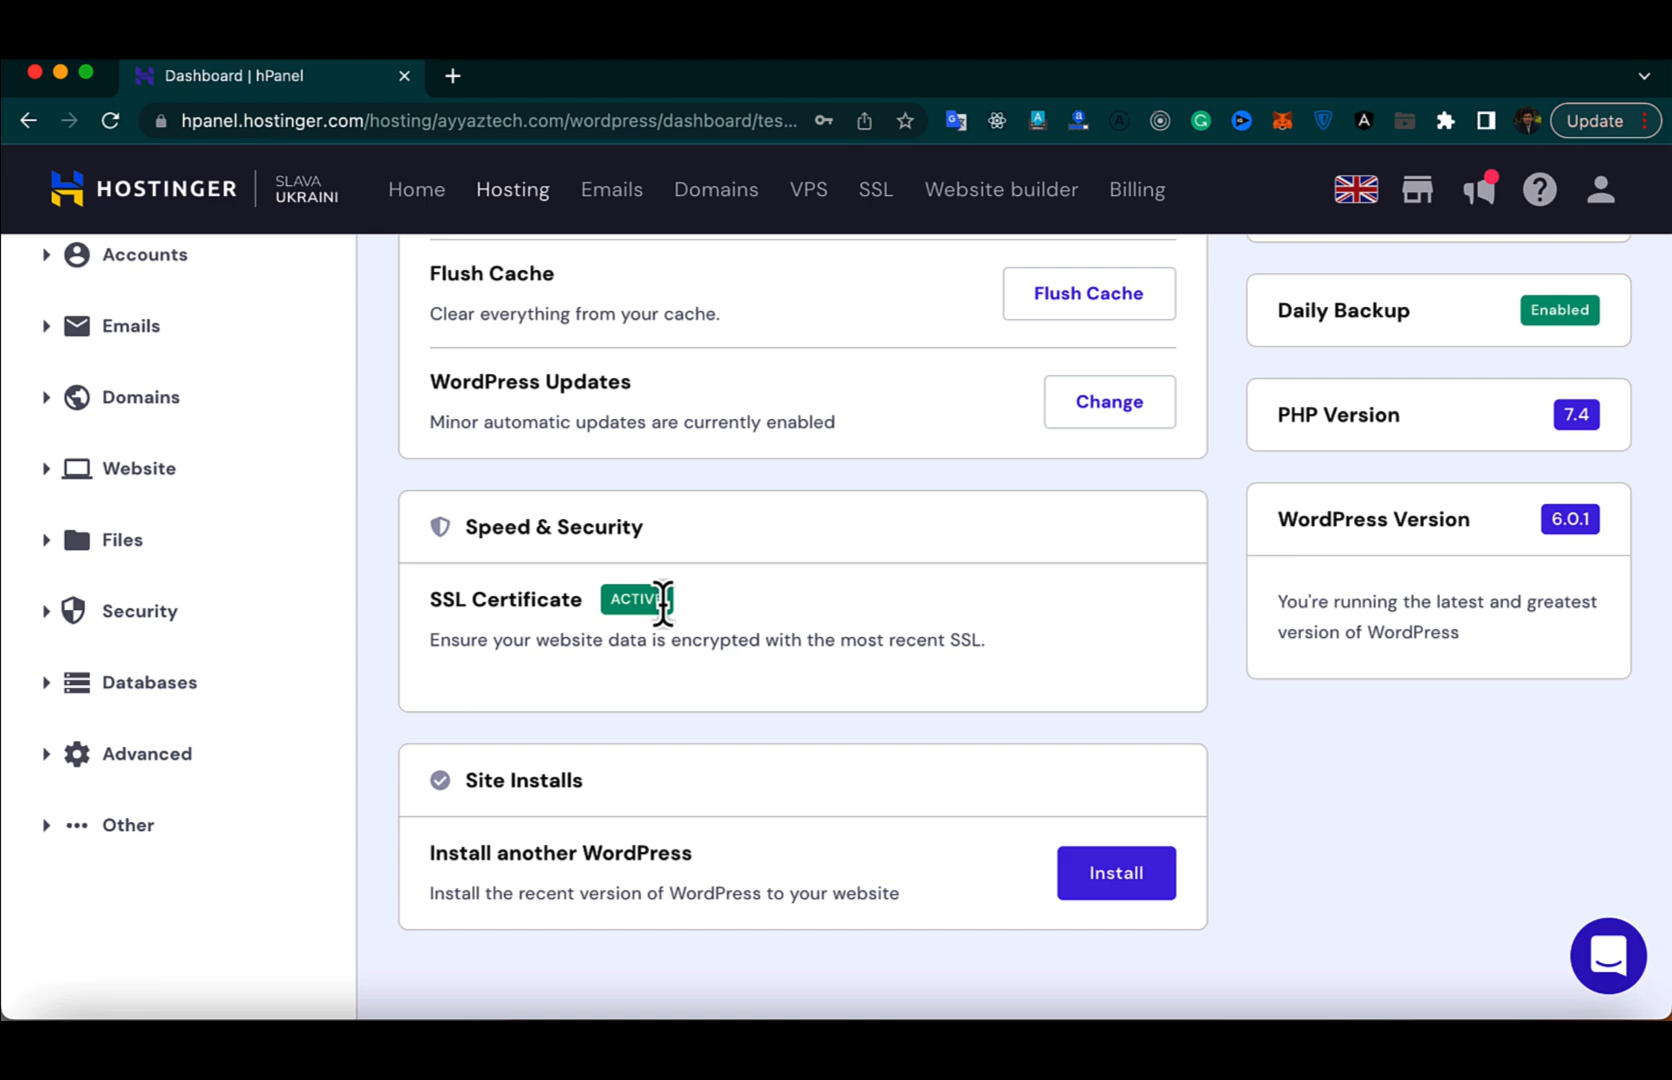 Dashboard | hPanel
hpanel.hostinger.com/hosting/ayyaztech.com/wordpress/dashboard/tes...
Update
HOSTINGER
SLAVA
UKRAINI
Home
Hosting
Emails
Domains
VPS
SSL
Website builder
Billing
Accounts
Emails
Domains
Website
Files
Security
Databases
Advanced
Other
Flush Cache
Clear everything from your cache.
Flush Cache
WordPress Updates
Minor automatic updates are currently enabled
Change
Speed & Security
SSL Certificate
ACTIVE
Ensure your website data is encrypted with the most recent SSL.
Site Installs
Install another WordPress
Install the recent version of WordPress to your website
Install
Daily Backup
Enabled
PHP Version
7.4
WordPress Version
6.0.1
You're running the latest and greatest
version of WordPress